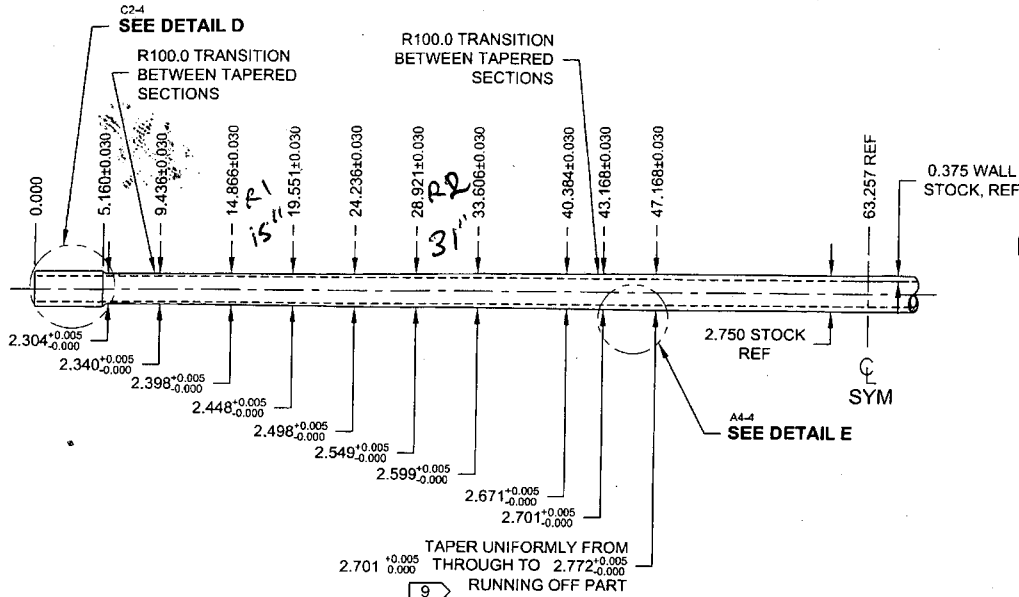 C2-4
SEE DETAIL D
R100.0 TRANSITION
BETWEEN TAPERED
SECTIONS
R100.0 TRANSITION
BETWEEN TAPERED
SECTIONS
0.000
5.160±0.030
9.436±0.030
14.866±0.030
R1
15"
19.551±0.030
24.236±0.030
28.921±0.030
R2
31"
33.606±0.030
40.384±0.030
43.168±0.030
47.168±0.030
63.257 REF
0.375 WALL
STOCK, REF
2.304 +0.005 -0.000
2.340 +0.005 -0.000
2.398 +0.005 -0.000
2.448 +0.005 -0.000
2.498 +0.005 -0.000
2.549 +0.005 -0.000
2.599 +0.005 -0.000
2.671 +0.005 -0.000
2.701 +0.005 -0.000
2.750 STOCK
REF
CL
SYM
A4-4
SEE DETAIL E
TAPER UNIFORMLY FROM
2.701 +0.005 0.000 THROUGH TO 2.772 +0.005 -0.000
RUNNING OFF PART
9